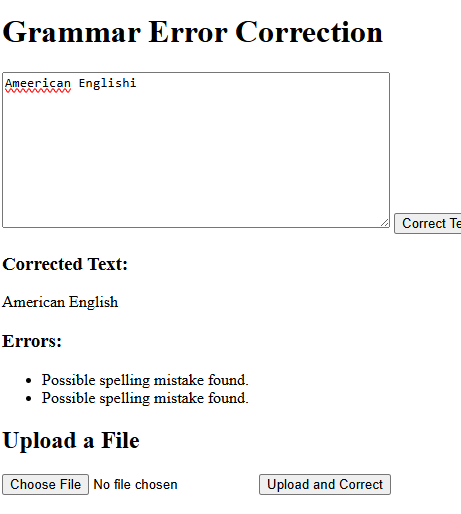 Grammar Error Correction
Ameerican Englishi
Correct Te
Corrected Text:
American English
Errors:
Possible spelling mistake found.
Possible spelling mistake found.
Upload a File
Choose File No file chosen Upload and Correct